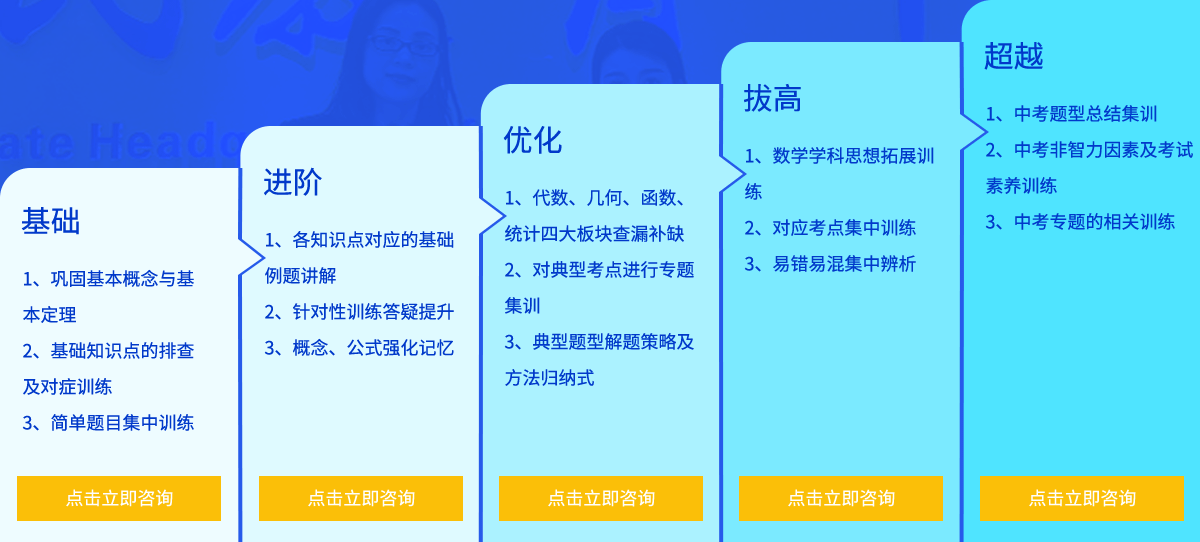 基础
1、巩固基本概念与基
本定理
2、基础知识点的排查
及对症训练
3、简单题目集中训练
点击立即咨询
进阶
1、各知识点对应的基础
例题讲解
2、针对性训练答疑提升
3、概念、公式强化记忆
点击立即咨询
优化
1、代数、几何、函数、
统计四大板块查漏补缺
2、对典型考点进行专题
集训
3、典型题型解题策略及
方法归纳式
点击立即咨询
拔高
1、数学学科思想拓展训
练
2、对应考点集中训练
3、易错易混集中辨析
点击立即咨询
超越
1、中考题型总结集训
2、中考非智力因素及考试
素养训练
3、中考专题的相关训练
点击立即咨询